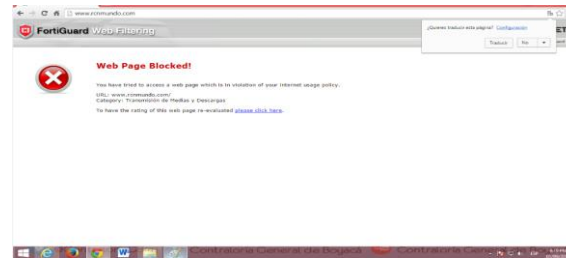 www.rcnmundo.com
¿Quieres traducir esta página? Configuración
Traducir No
FortiGuard Web Filtering
Web Page Blocked!
You have tried to access a web page which is in violation of your internet usage policy.
URL: www.rcnmundo.com/
Category: Transmisión de Medias y Descargas
To have the rating of this web page re-evaluated please click here.
Contraloría General de Boyacá Contraloría General